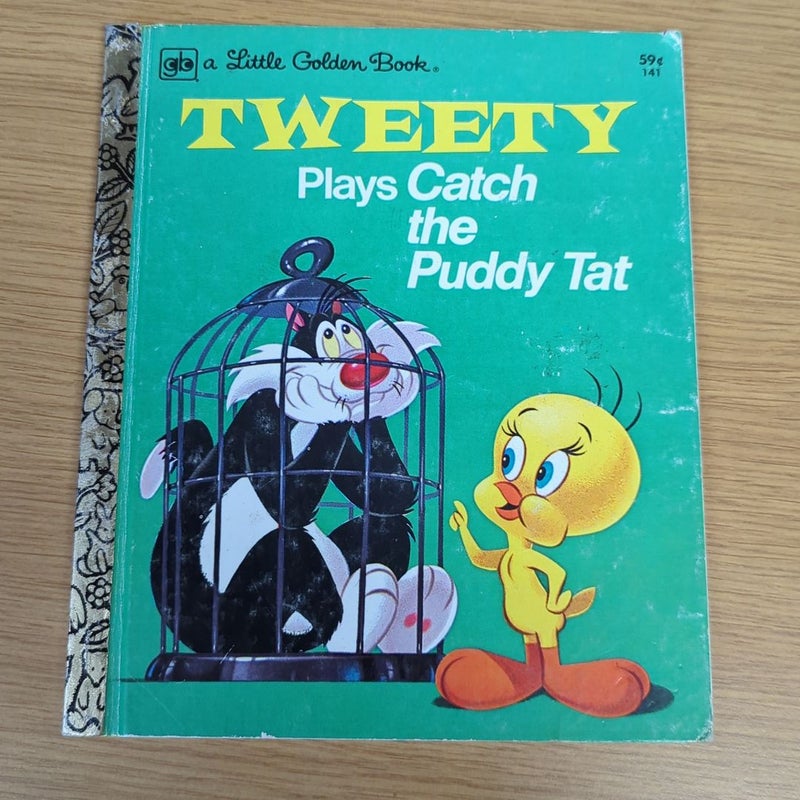 gb a Little Golden Book®
59¢
141
TWEETY
Plays Catch
the
Puddy Tat